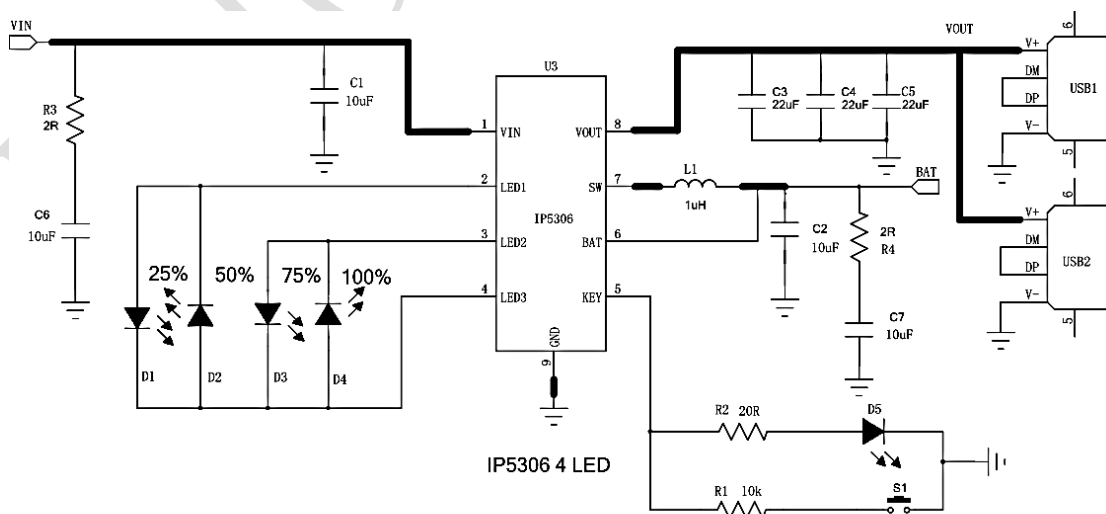 VIN
R3
2R
C6
10uF
C1
10uF
U3
IP5306
1
VIN
2
LED1
3
LED2
4
LED3
VOUT
8
SW
7
BAT
6
KEY
5
GND
9
25%
50%
75%
100%
D1
D2
D3
D4
L1
1uH
C2
10uF
BAT
2R
R4
C7
10uF
C3
22uF
C4
22uF
C5
22uF
VOUT
6
V+
DM
DP
V-
USB1
5
6
V+
DM
DP
V-
USB2
5
R2 20R
D5
R1 10k
S1
IP5306 4 LED